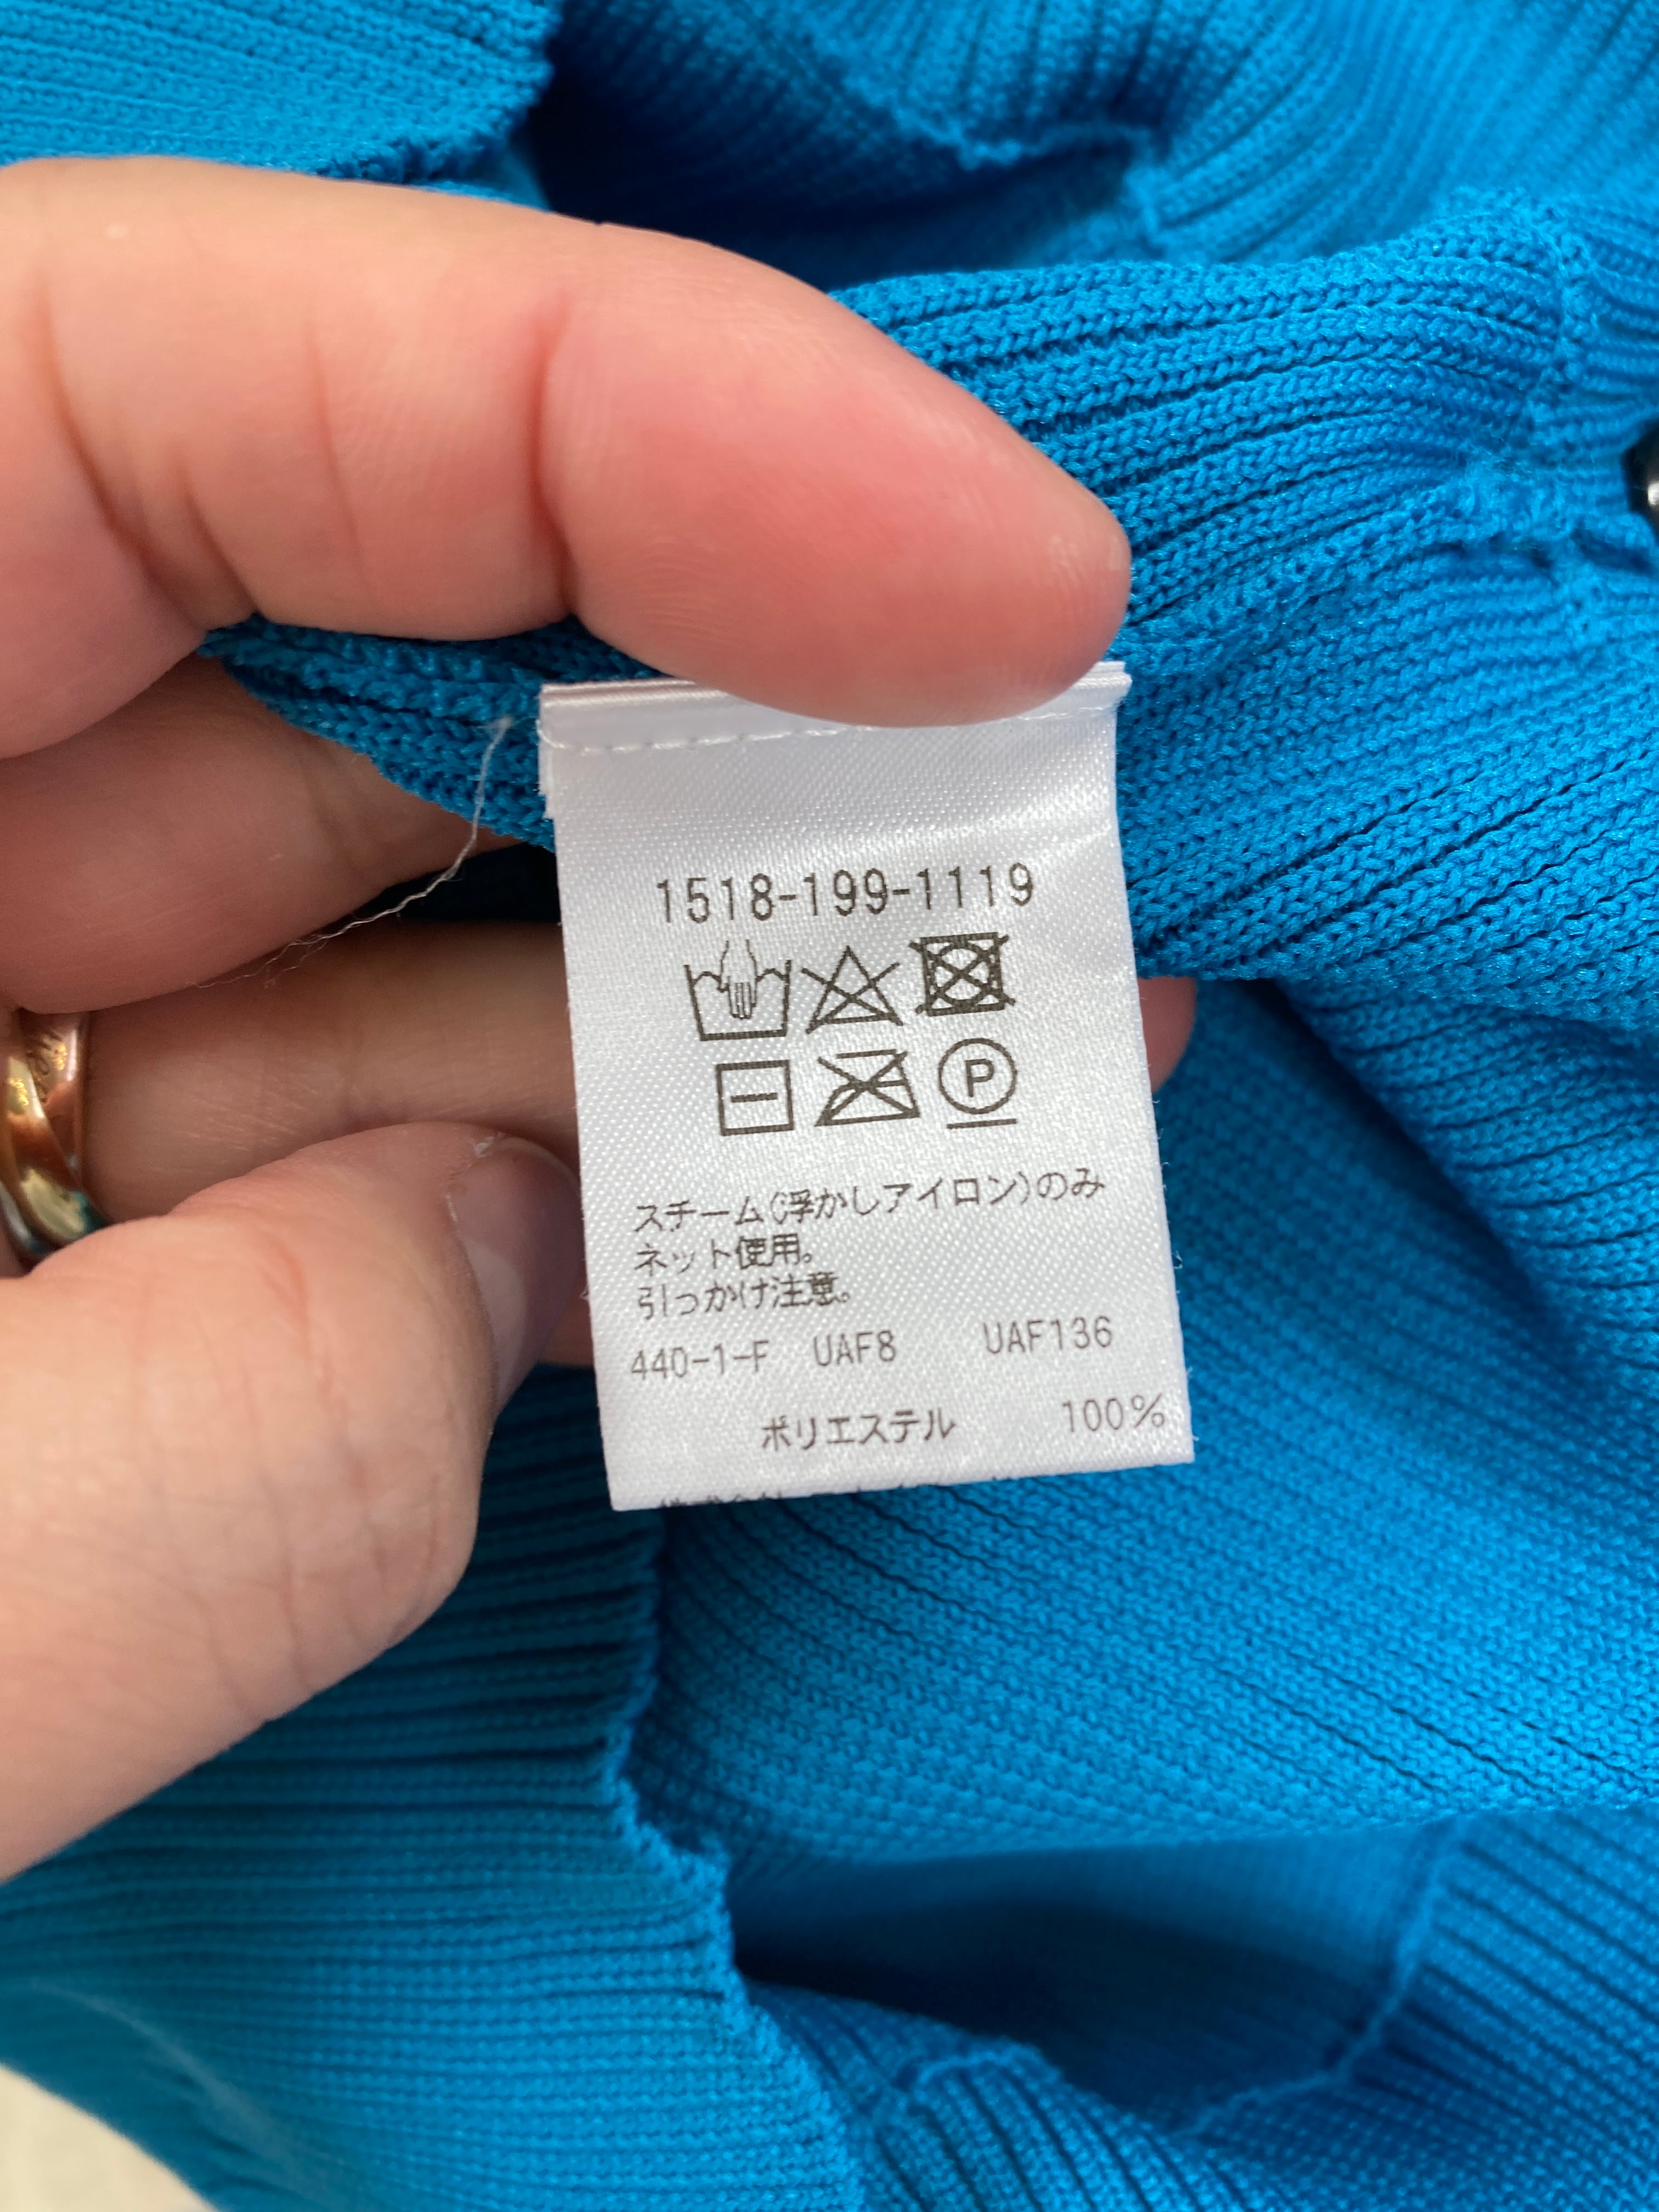 1518-199-1119
P
スチーム(浮かしアイロン)のみ
ネット使用。
引っかけ注意。
440-1-F UAF8 UAF136
ポリエステル 100%